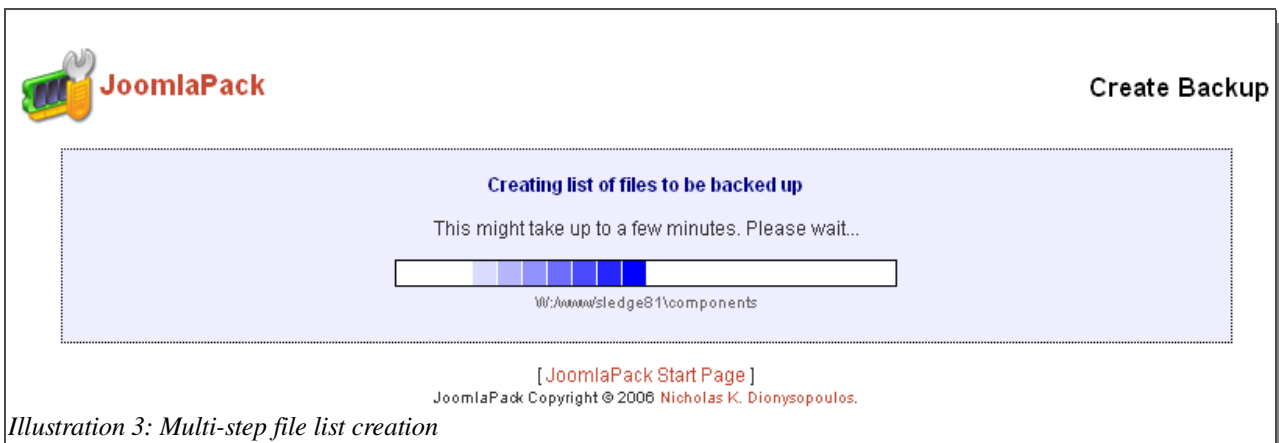 JoomlaPack
Create Backup
Creating list of files to be backed up
This might take up to a few minutes. Please wait...
W:/www/sledge81\components
[ JoomlaPack Start Page ]
JoomlaPack Copyright © 2006 Nicholas K. Dionysopoulos.
Illustration 3: Multi-step file list creation